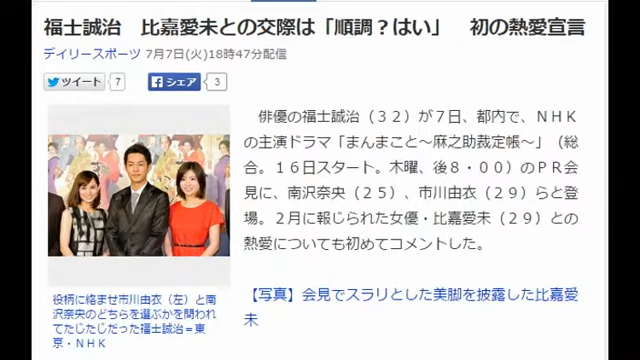 福士誠治　比嘉愛未との交際は「順調？はい」　初の熱愛宣言
デイリースポーツ 7月7日(火)18時47分配信
ツイート 7 シェア 3
俳優の福士誠治（３２）が７日、都内で、ＮＨＫ
の主演ドラマ「まんまこと～麻之助裁定帳～」（総
合。１６日スタート。木曜、後８・００）のＰＲ会
見に、南沢奈央（２５）、市川由衣（２９）らと登
場。２月に報じられた女優・比嘉愛未（２９）との
熱愛についても初めてコメントした。
【写真】会見でスラリとした美脚を披露した比嘉愛
未
役柄に絡ませ市川由衣（左）と南
沢奈央のどちらを選ぶかを問われ
てたじたじだった福士誠治＝東
京・ＮＨＫ